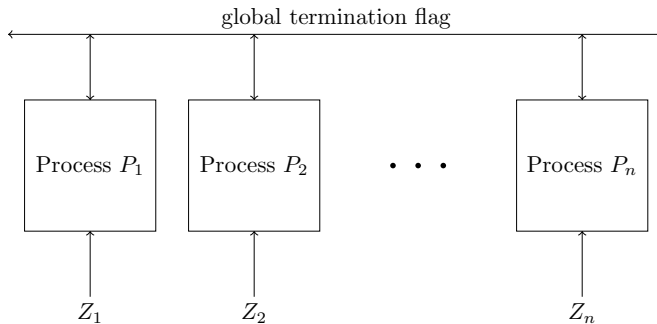 global termination flag
Process P₁ Process P₂ . . . Process Pₙ
Z₁ Z₂ Zₙ